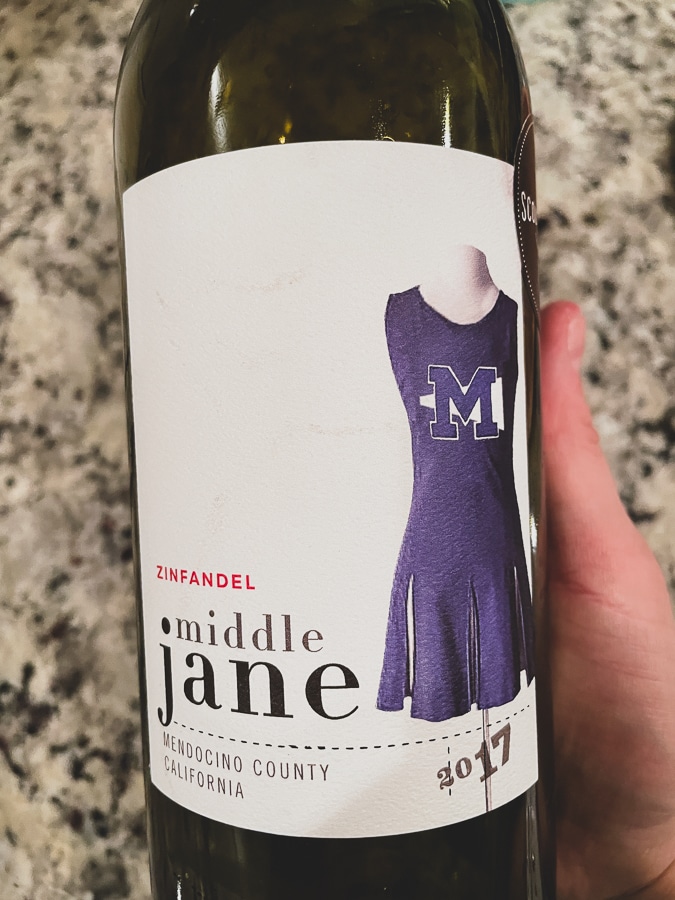 M
ZINFANDEL
middle
jane
MENDOCINO COUNTY
CALIFORNIA
2017